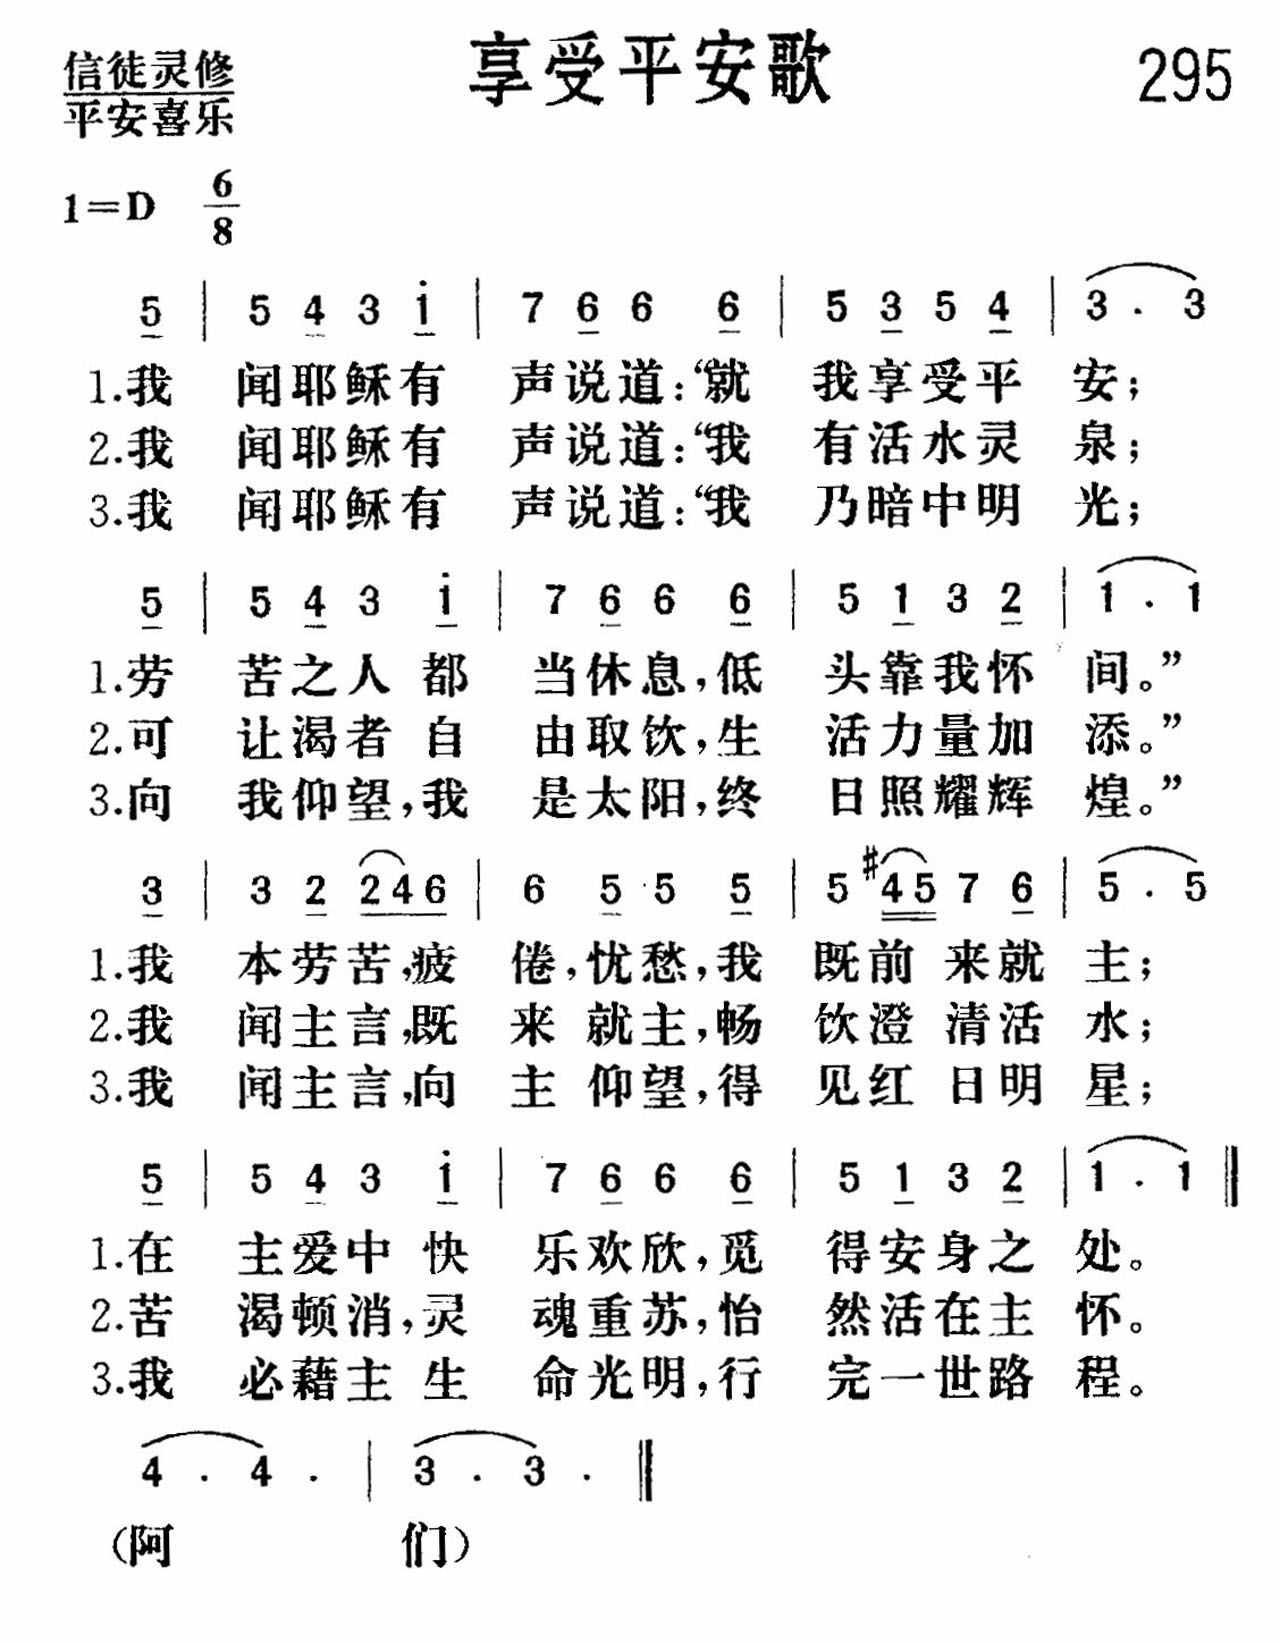 信徒灵修
平安喜乐
享受平安歌
295
1=D 6/8
5 | 5 4 3 i | 7 6 6 6 | 5 3 5 4 | 3 . 3
1.我 闻耶稣有 声说道：“就 我享受平 安；
2.我 闻耶稣有 声说道：“我 有活水灵 泉；
3.我 闻耶稣有 声说道：“我 乃暗中明 光；
5 | 5 4 3 i | 7 6 6 6 | 5 1 3 2 | 1 . 1
1.劳 苦之人 都 当休息，低 头靠我怀 间。”
2.可 让渴者 自 由取饮，生 活力量加 添。”
3.向 我仰望，我 是太阳，终 日照耀辉 煌。”
3 | 3 2 246 | 6 5 5 5 | 5 #45 7 6 | 5 . 5
1.我 本劳苦，疲 倦，忧愁，我 既前 来就 主；
2.我 闻主言，既 来 就主，畅 饮澄 清活 水；
3.我 闻主言，向 主 仰望，得 见红 日明 星；
5 | 5 4 3 i | 7 6 6 6 | 5 1 3 2 | 1 . 1 ‖
1.在 主爱中 快 乐欢欣，觅 得安身之 处。
2.苦 渴顿消，灵 魂重苏，怡 然活在主 怀。
3.我 必藉主 生 命光明，行 完一世路 程。
4 . 4 . | 3 . 3 . ‖
（阿 们）